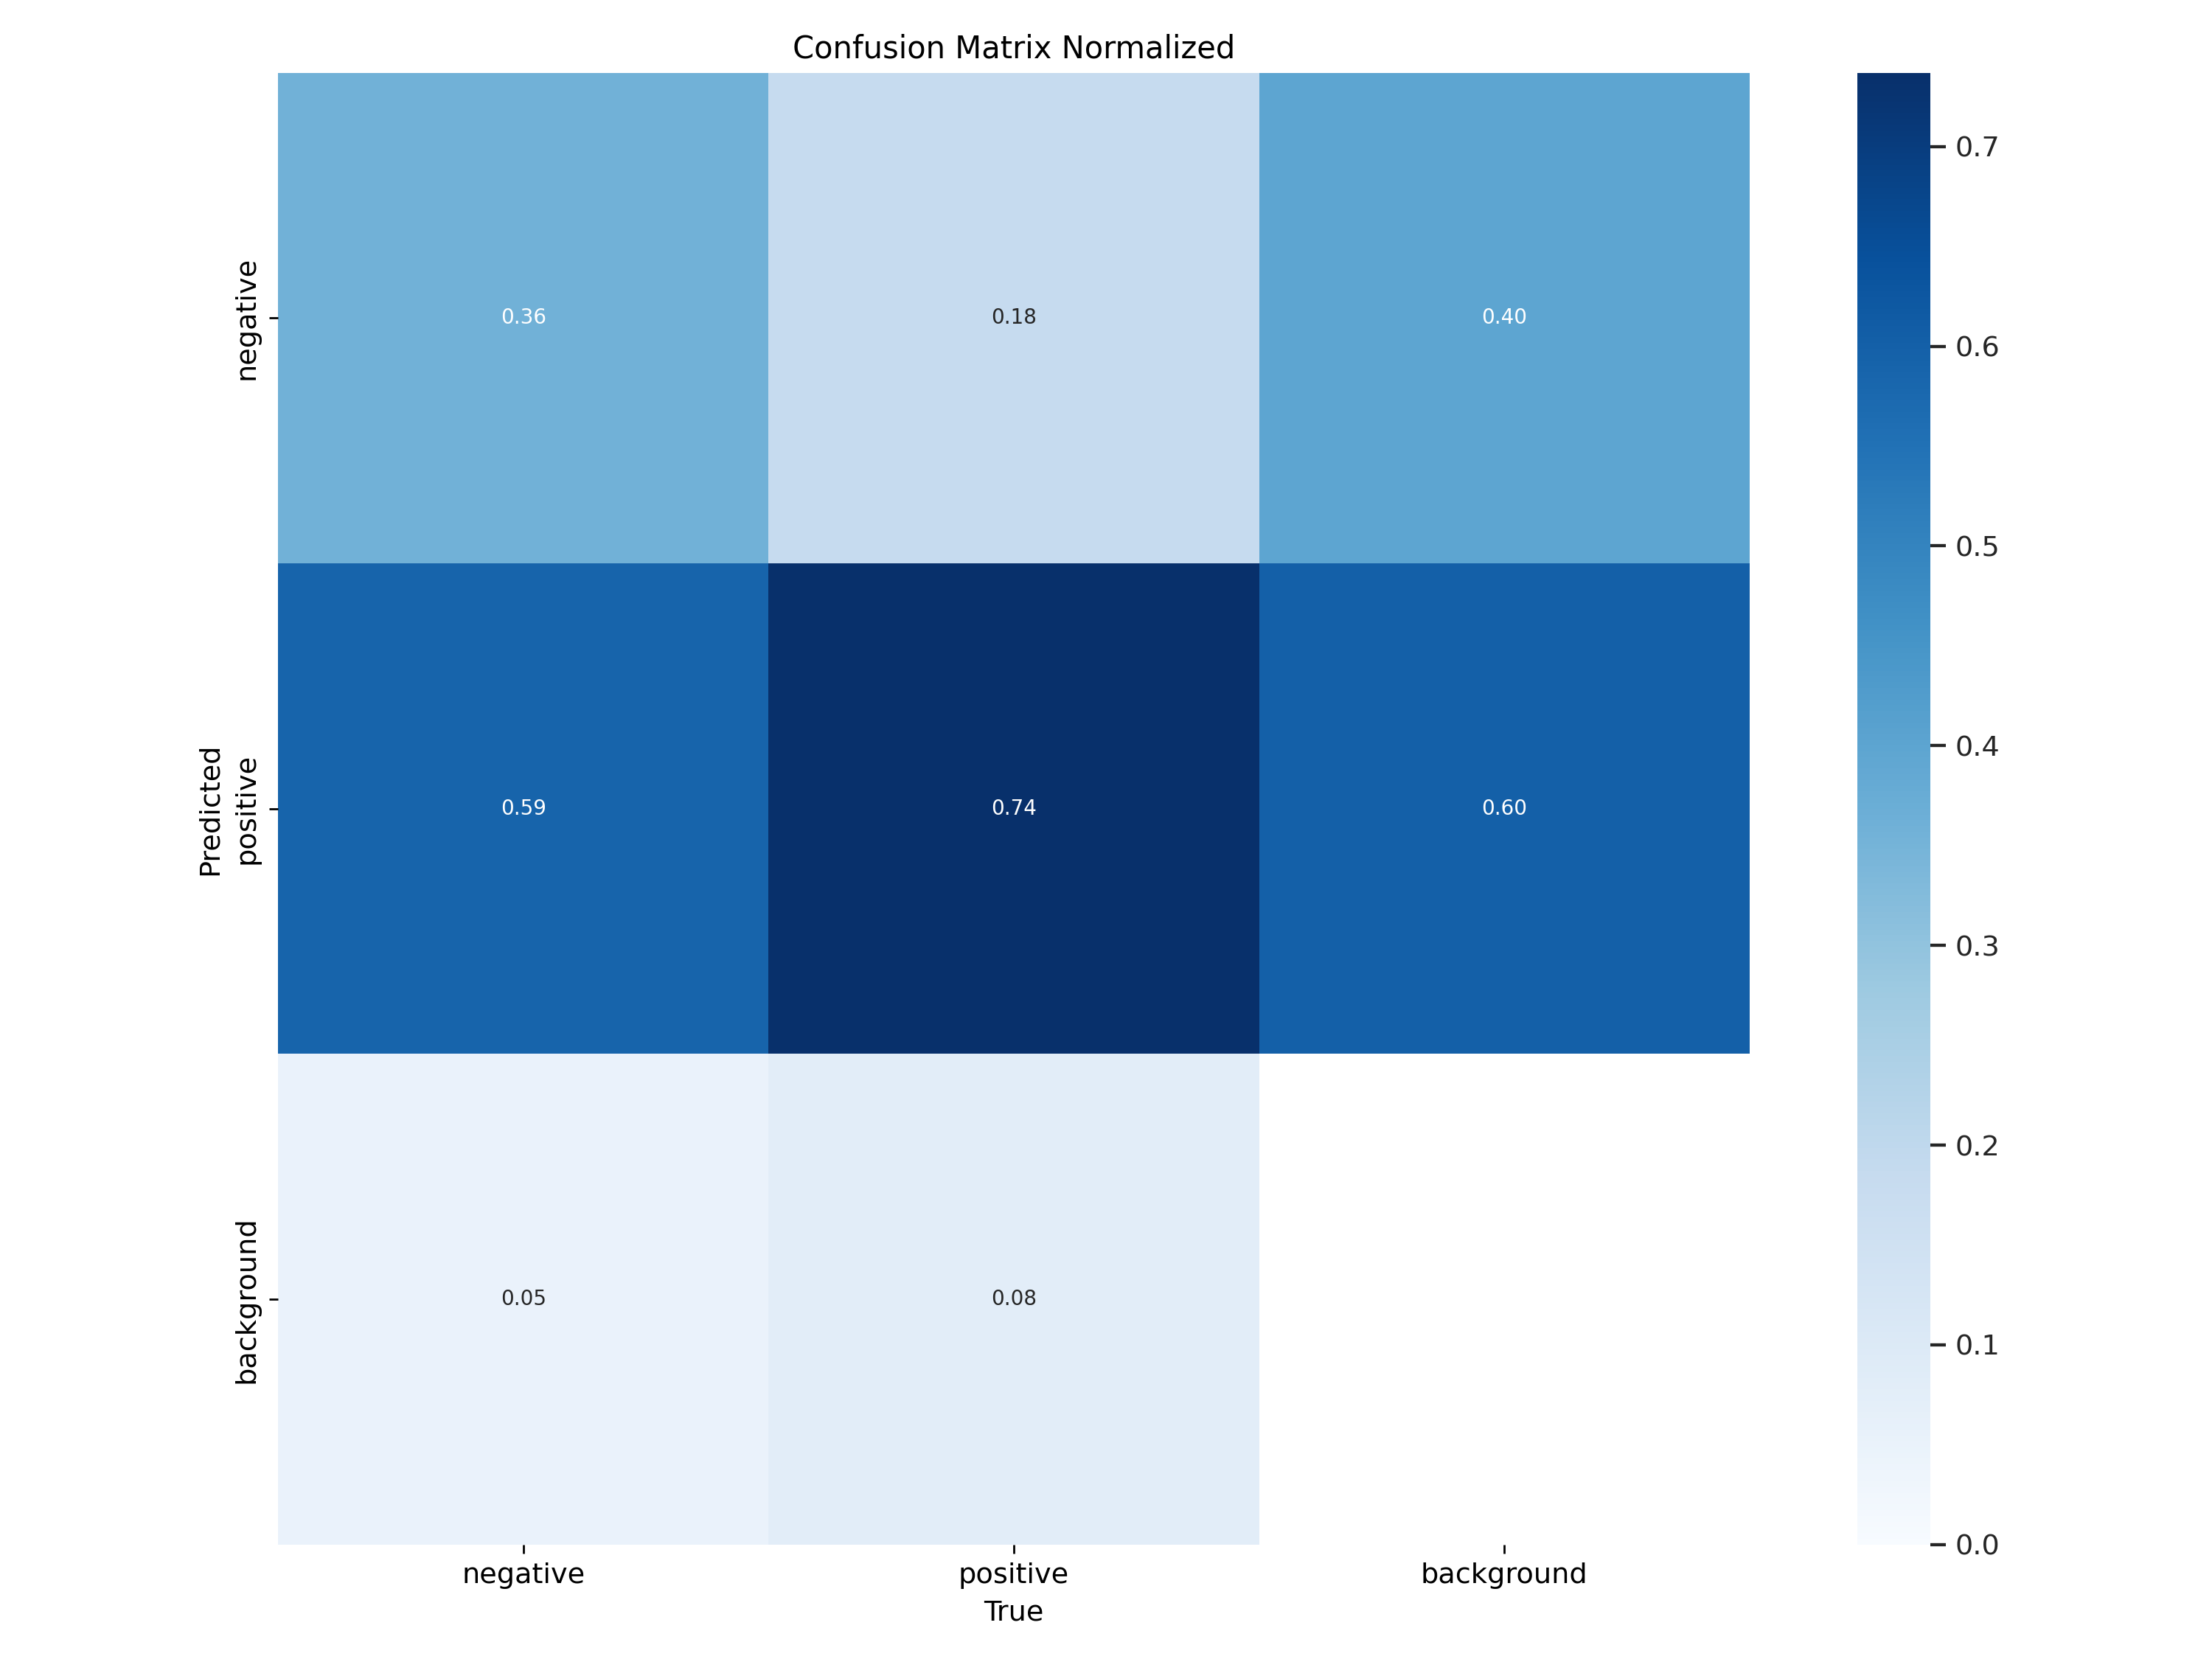 Confusion Matrix Normalized
negative
0.36
0.18
0.40
Predicted
positive
0.59
0.74
0.60
background
0.05
0.08
negative
positive
background
True
0.7
0.6
0.5
0.4
0.3
0.2
0.1
0.0